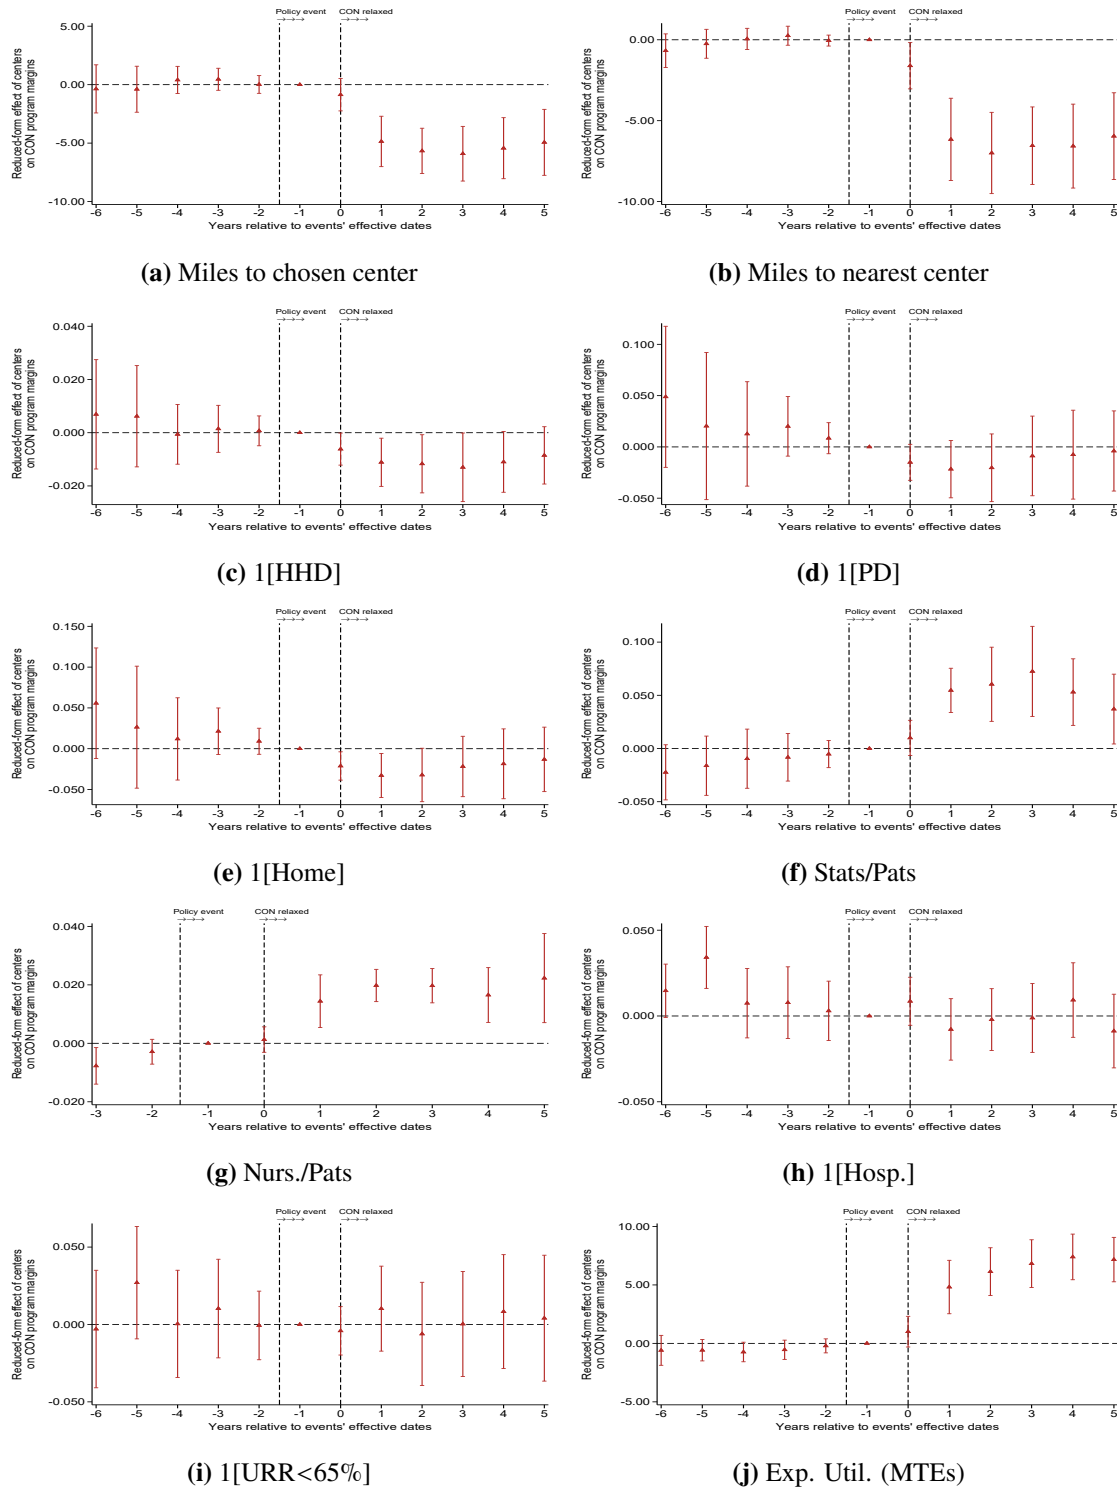 Policy event CON relaxed
→→→ →→→
Reduced-form effect of centers
on CON program margins
5.00
0.00
-5.00
-10.00
-6 -5 -4 -3 -2 -1 0 1 2 3 4 5
Years relative to events' effective dates
(a) Miles to chosen center
Policy event CON relaxed
→→→ →→→
Reduced-form effect of centers
on CON program margins
0.00
-5.00
-10.00
-6 -5 -4 -3 -2 -1 0 1 2 3 4 5
Years relative to events' effective dates
(b) Miles to nearest center
Policy event CON relaxed
→→→ →→→
Reduced-form effect of centers
on CON program margins
0.040
0.020
0.000
-0.020
-6 -5 -4 -3 -2 -1 0 1 2 3 4 5
Years relative to events' effective dates
(c) 1[HHD]
Policy event CON relaxed
→→→ →→→
Reduced-form effect of centers
on CON program margins
0.100
0.050
0.000
-0.050
-6 -5 -4 -3 -2 -1 0 1 2 3 4 5
Years relative to events' effective dates
(d) 1[PD]
Policy event CON relaxed
→→→ →→→
Reduced-form effect of centers
on CON program margins
0.150
0.100
0.050
0.000
-0.050
-6 -5 -4 -3 -2 -1 0 1 2 3 4 5
Years relative to events' effective dates
(e) 1[Home]
Policy event CON relaxed
→→→ →→→
Reduced-form effect of centers
on CON program margins
0.100
0.050
0.000
-0.050
-6 -5 -4 -3 -2 -1 0 1 2 3 4 5
Years relative to events' effective dates
(f) Stats/Pats
Policy event CON relaxed
→→→ →→→
Reduced-form effect of centers
on CON program margins
0.040
0.020
0.000
-0.020
-3 -2 -1 0 1 2 3 4 5
Years relative to events' effective dates
(g) Nurs./Pats
Policy event CON relaxed
→→→ →→→
Reduced-form effect of centers
on CON program margins
0.050
0.000
-0.050
-6 -5 -4 -3 -2 -1 0 1 2 3 4 5
Years relative to events' effective dates
(h) 1[Hosp.]
Policy event CON relaxed
→→→ →→→
Reduced-form effect of centers
on CON program margins
0.050
0.000
-0.050
-6 -5 -4 -3 -2 -1 0 1 2 3 4 5
Years relative to events' effective dates
(i) 1[URR<65%]
Policy event CON relaxed
→→→ →→→
Reduced-form effect of centers
on CON program margins
10.00
5.00
0.00
-5.00
-6 -5 -4 -3 -2 -1 0 1 2 3 4 5
Years relative to events' effective dates
(j) Exp. Util. (MTEs)